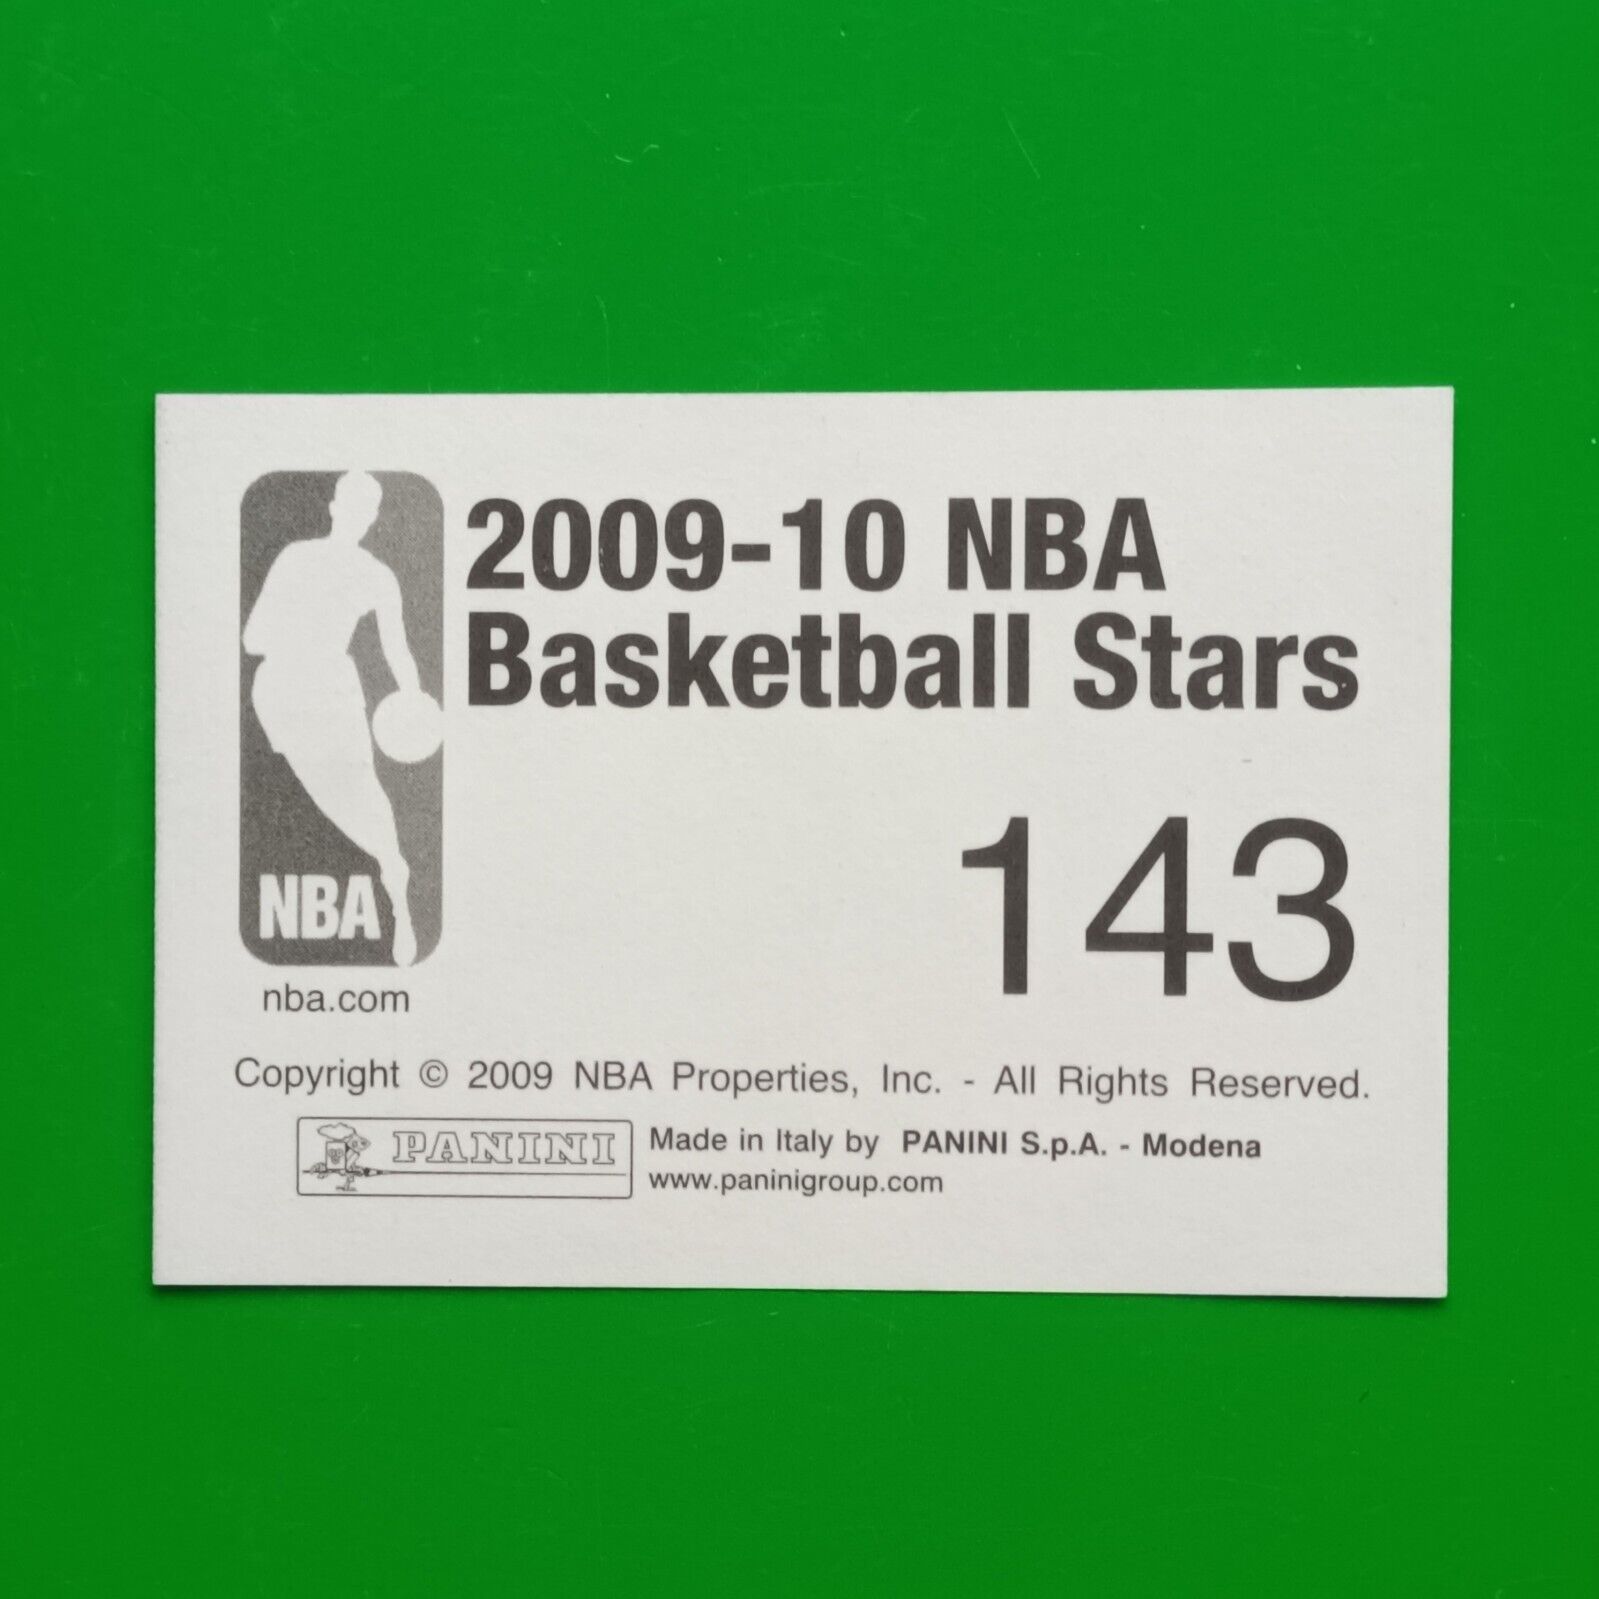 2009-10 NBA
Basketball Stars
143
NBA
nba.com
Copyright © 2009 NBA Properties, Inc. - All Rights Reserved.
PANINI
Made in Italy by PANINI S.p.A. - Modena
www.paninigroup.com